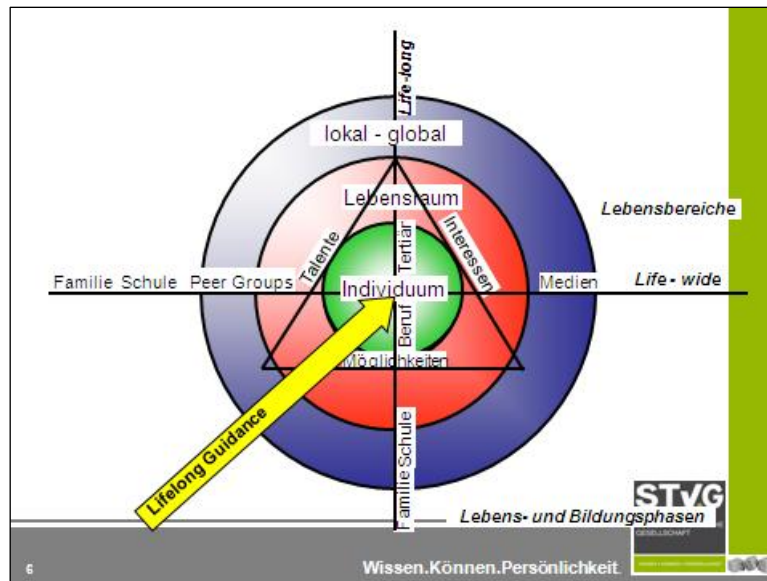 Life-long
lokal - global
Lebensraum
Lebensbereiche
Talente
Tertiär
Interessen
Familie Schule Peer Groups
Individuum
Medien
Life - wide
Beruf
Möglichkeiten
Lifelong Guidance
Familie Schule
STVG
GESELLSCHAFT
Lebens- und Bildungsphasen
6
Wissen.Können.Persönlichkeit.